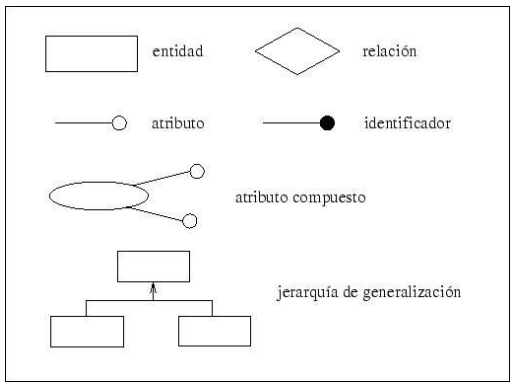 entidad
relación
atributo
identificador
atributo compuesto
jerarquía de generalización